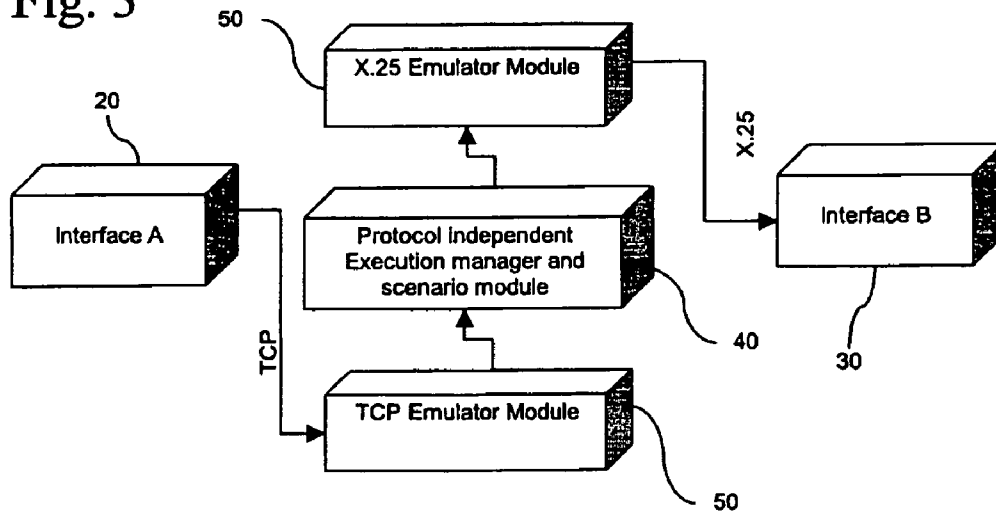 Fig. 3
50
X.25 Emulator Module
20
X.25
Interface A
Protocol independent
Execution manager and
scenario module
Interface B
TCP
40
30
TCP Emulator Module
50